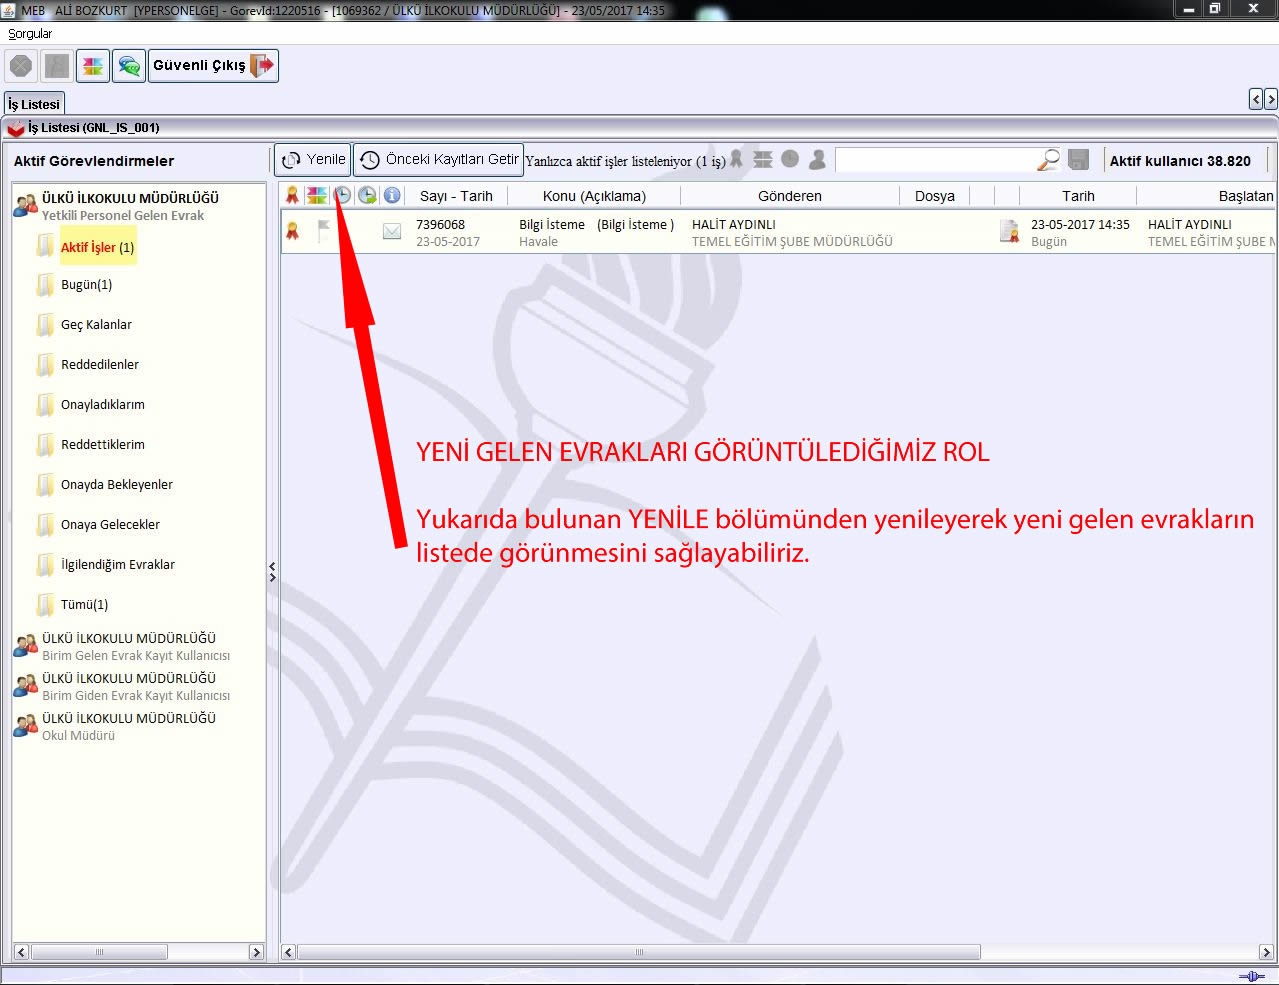 MEB ALİ BOZKURT [YPERSONELGE] - GorevId:1220516 - [1069362 / ÜLKÜ İLKOKULU MÜDÜRLÜĞÜ] - 23/05/2017 14:35
Sorgular
Güvenli Çıkış
İş Listesi
İş Listesi (GNL_IS_001)
Aktif Görevlendirmeler
Yenile
Önceki Kayıtları Getir
Yanlızca aktif işler listeleniyor (1 iş)
Aktif kullanıcı 38.820
ÜLKÜ İLKOKULU MÜDÜRLÜĞÜ
Yetkili Personel Gelen Evrak
Aktif İşler (1)
Bugün(1)
Geç Kalanlar
Reddedilenler
Onayladıklarım
Reddettiklerim
Onayda Bekleyenler
Onaya Gelecekler
İlgilendiğim Evraklar
Tümü(1)
ÜLKÜ İLKOKULU MÜDÜRLÜĞÜ
Birim Gelen Evrak Kayıt Kullanıcısı
ÜLKÜ İLKOKULU MÜDÜRLÜĞÜ
Birim Giden Evrak Kayıt Kullanıcısı
ÜLKÜ İLKOKULU MÜDÜRLÜĞÜ
Okul Müdürü
Sayı - Tarih Konu (Açıklama) Gönderen Dosya Tarih Başlatan
7396068 Bilgi İsteme (Bilgi İsteme ) HALİT AYDINLI 23-05-2017 14:35 HALİT AYDINLI
23-05-2017 Havale TEMEL EĞİTİM ŞUBE MÜDÜRLÜĞÜ Bugün TEMEL EĞİTİM ŞUBE M
YENİ GELEN EVRAKLARI GÖRÜNTÜLEDİĞİMİZ ROL
Yukarıda bulunan YENİLE bölümünden yenileyerek yeni gelen evrakların
listede görünmesini sağlayabiliriz.